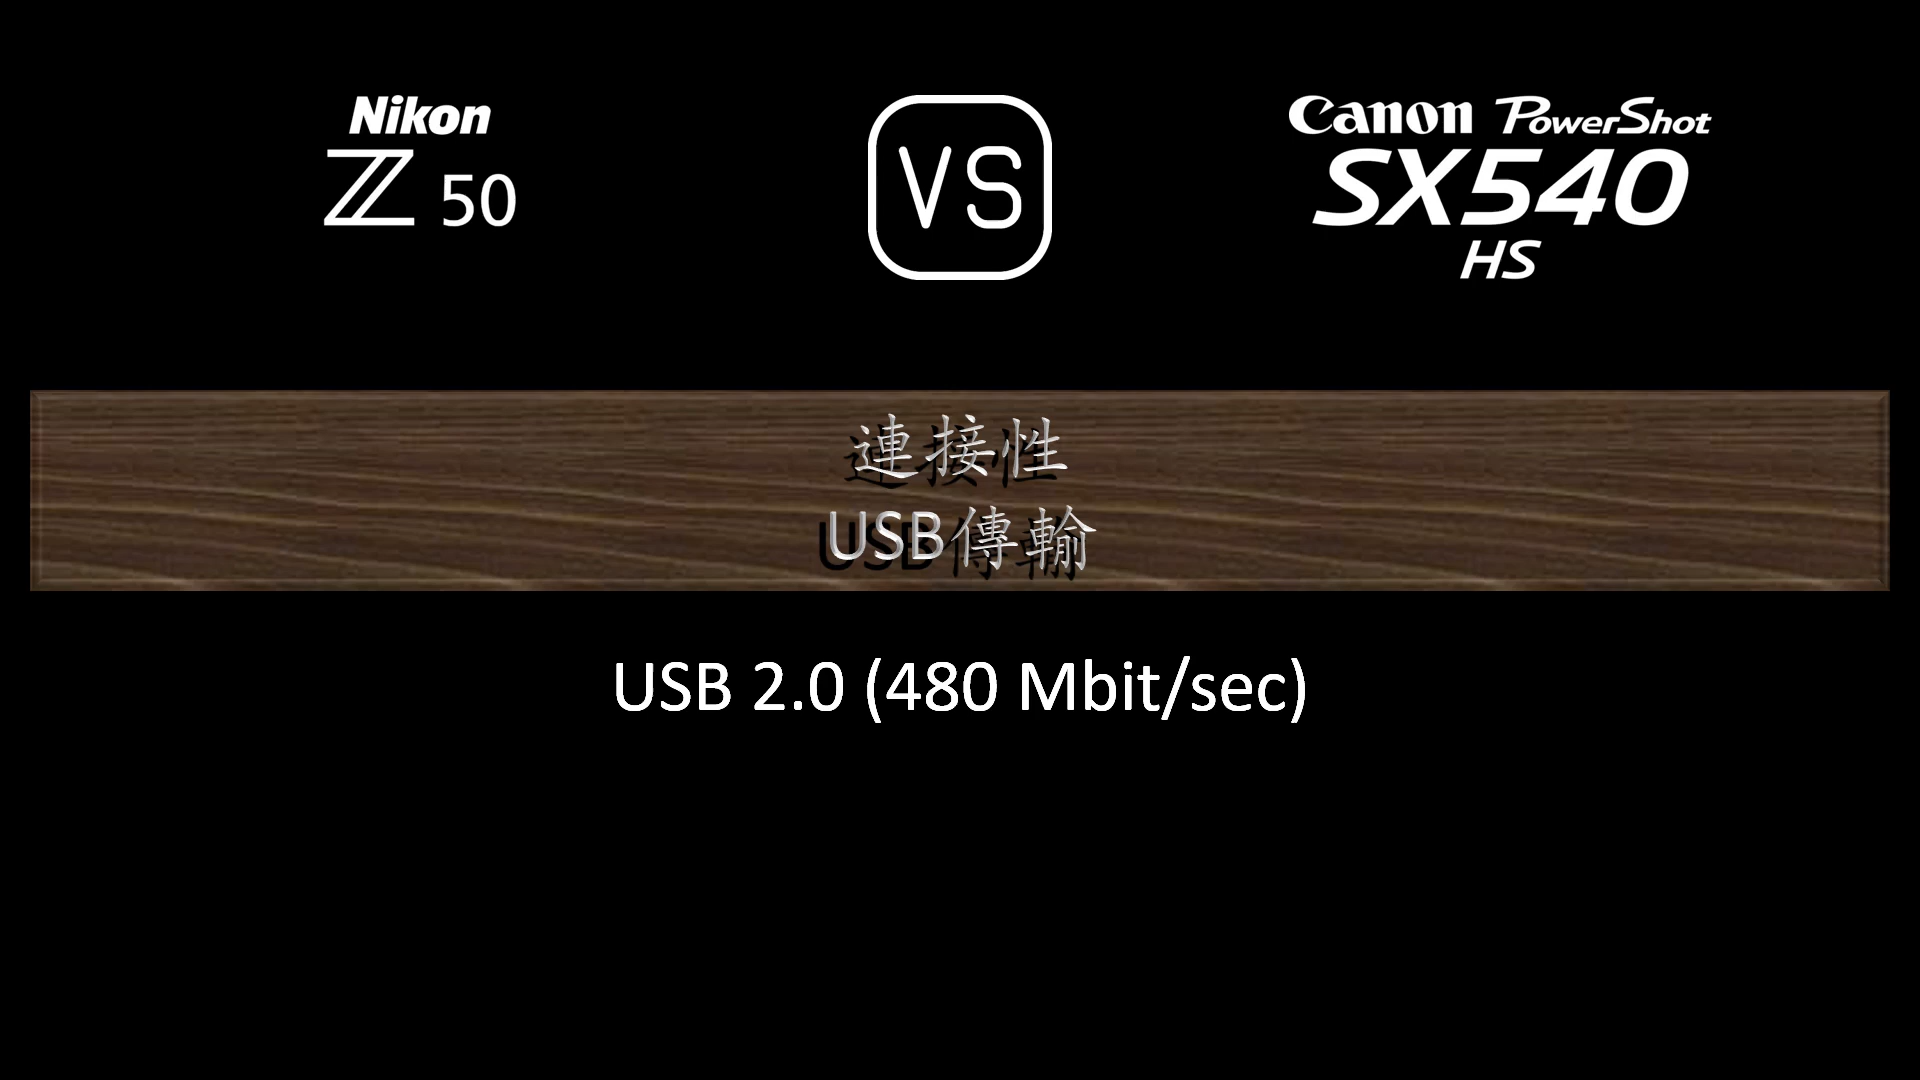 Nikon
Z 50
VS
Canon PowerShot
SX540
HS
連接性
USB傳輸
USB 2.0 (480 Mbit/sec)